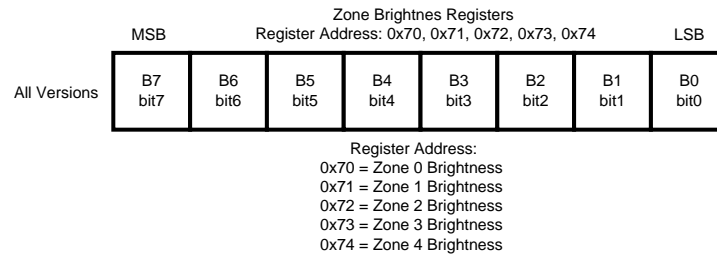 Zone Brightnes Registers
MSB Register Address: 0x70, 0x71, 0x72, 0x73, 0x74 LSB
All Versions B7 B6 B5 B4 B3 B2 B1 B0
bit7 bit6 bit5 bit4 bit3 bit2 bit1 bit0
Register Address:
0x70 = Zone 0 Brightness
0x71 = Zone 1 Brightness
0x72 = Zone 2 Brightness
0x73 = Zone 3 Brightness
0x74 = Zone 4 Brightness